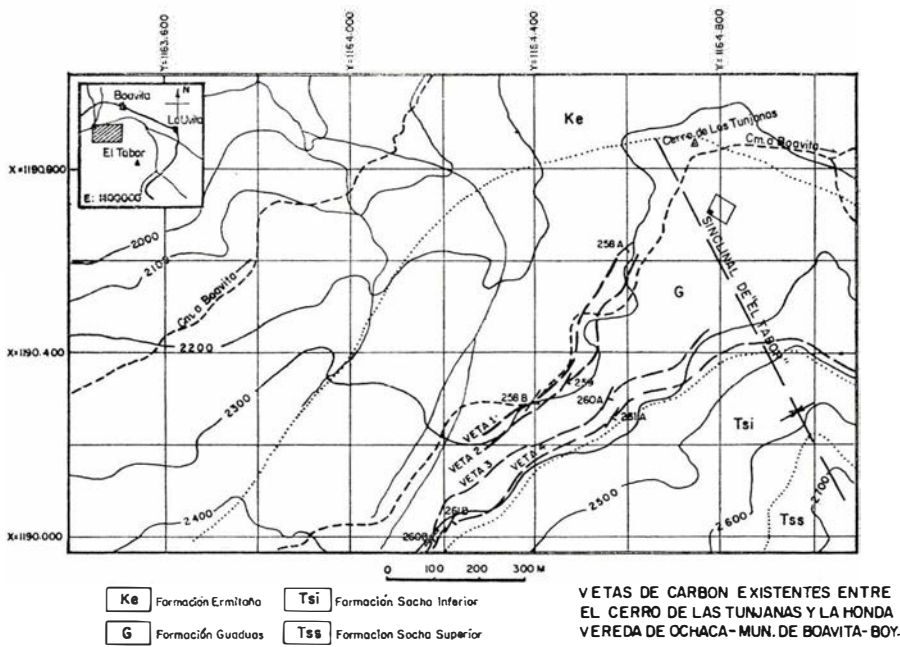 Y=1163.600
Y=1164.000
Y=1164.400
Y=1164.800
Boavita
N
La Uvita
El Tabor
E: 1:100000
Ke
Cerro de Las Tunjanas
Cm. a Boavita
X=1190.800
2000
2100
Cm. a Boavita
258 A
SINCLINAL DE "EL TABOR"
G
2200
X=1190.400
2300
259
258 B
260A
261A
VETA 1
VETA 2
VETA 3
VETA 4
Tsi
2400
2500
2600
2700
Tss
261B
260B
X=1190.000
0 100 200 300 M
Ke Formación Ermitaña
Tsi Formación Socha Inferior
G Formación Guaduas
Tss Formacion Socha Superior
VETAS DE CARBON EXISTENTES ENTRE
EL CERRO DE LAS TUNJANAS Y LA HONDA
VEREDA DE OCHACA-MUN. DE BOAVITA-BOY.